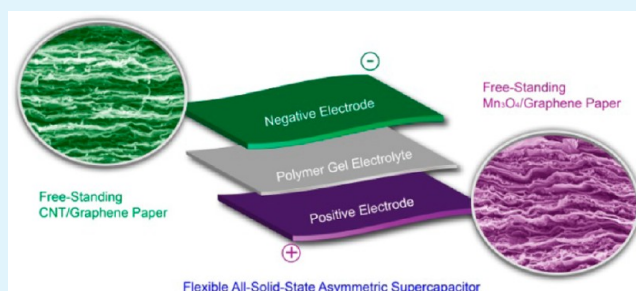 −
Negative Electrode
Free-Standing
Mn₃O₄/Graphene Paper
Polymer Gel Electrolyte
Free-Standing
CNT/Graphene Paper
Positive Electrode
+
Flexible All-Solid-State Asymmetric Supercapacitor